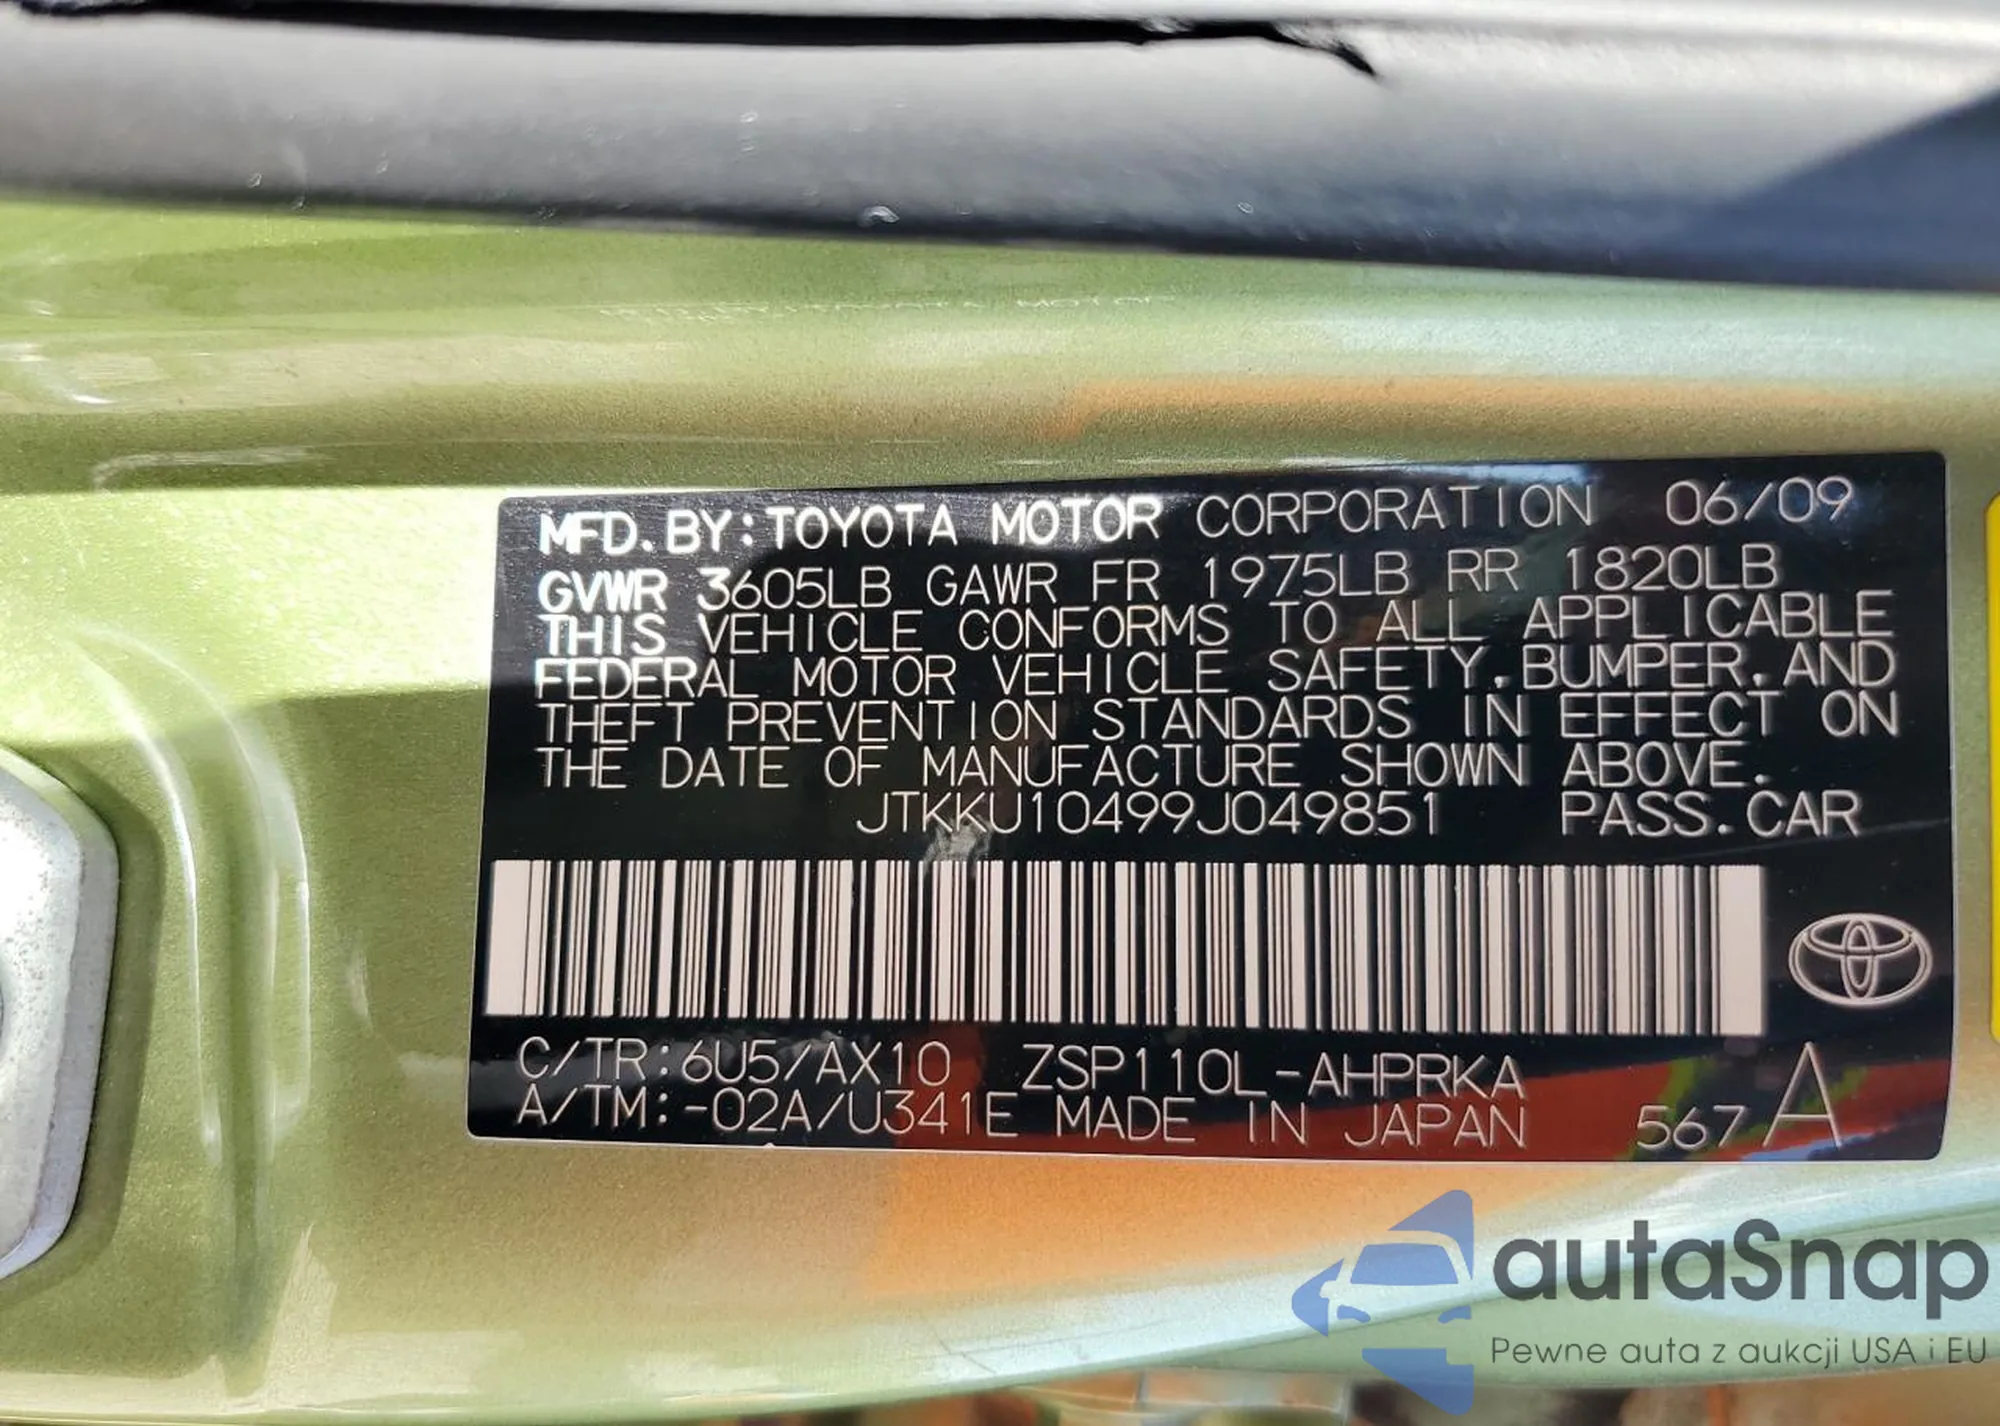 MFD. BY: TOYOTA MOTOR CORPORATION 06/09
GVWR 3605LB GAWR FR 1975LB RR 1820LB
THIS VEHICLE CONFORMS TO ALL APPLICABLE
FEDERAL MOTOR VEHICLE SAFETY, BUMPER, AND
THEFT PREVENTION STANDARDS IN EFFECT ON
THE DATE OF MANUFACTURE SHOWN ABOVE.
JTKKU10499J049851 PASS. CAR
C/TR: 6U5/AX10 ZSP110L-AHPRKA
A/TM: -02A/U341E MADE IN JAPAN 567 A
autaSnap
Pewne auta z aukcji USA i EU